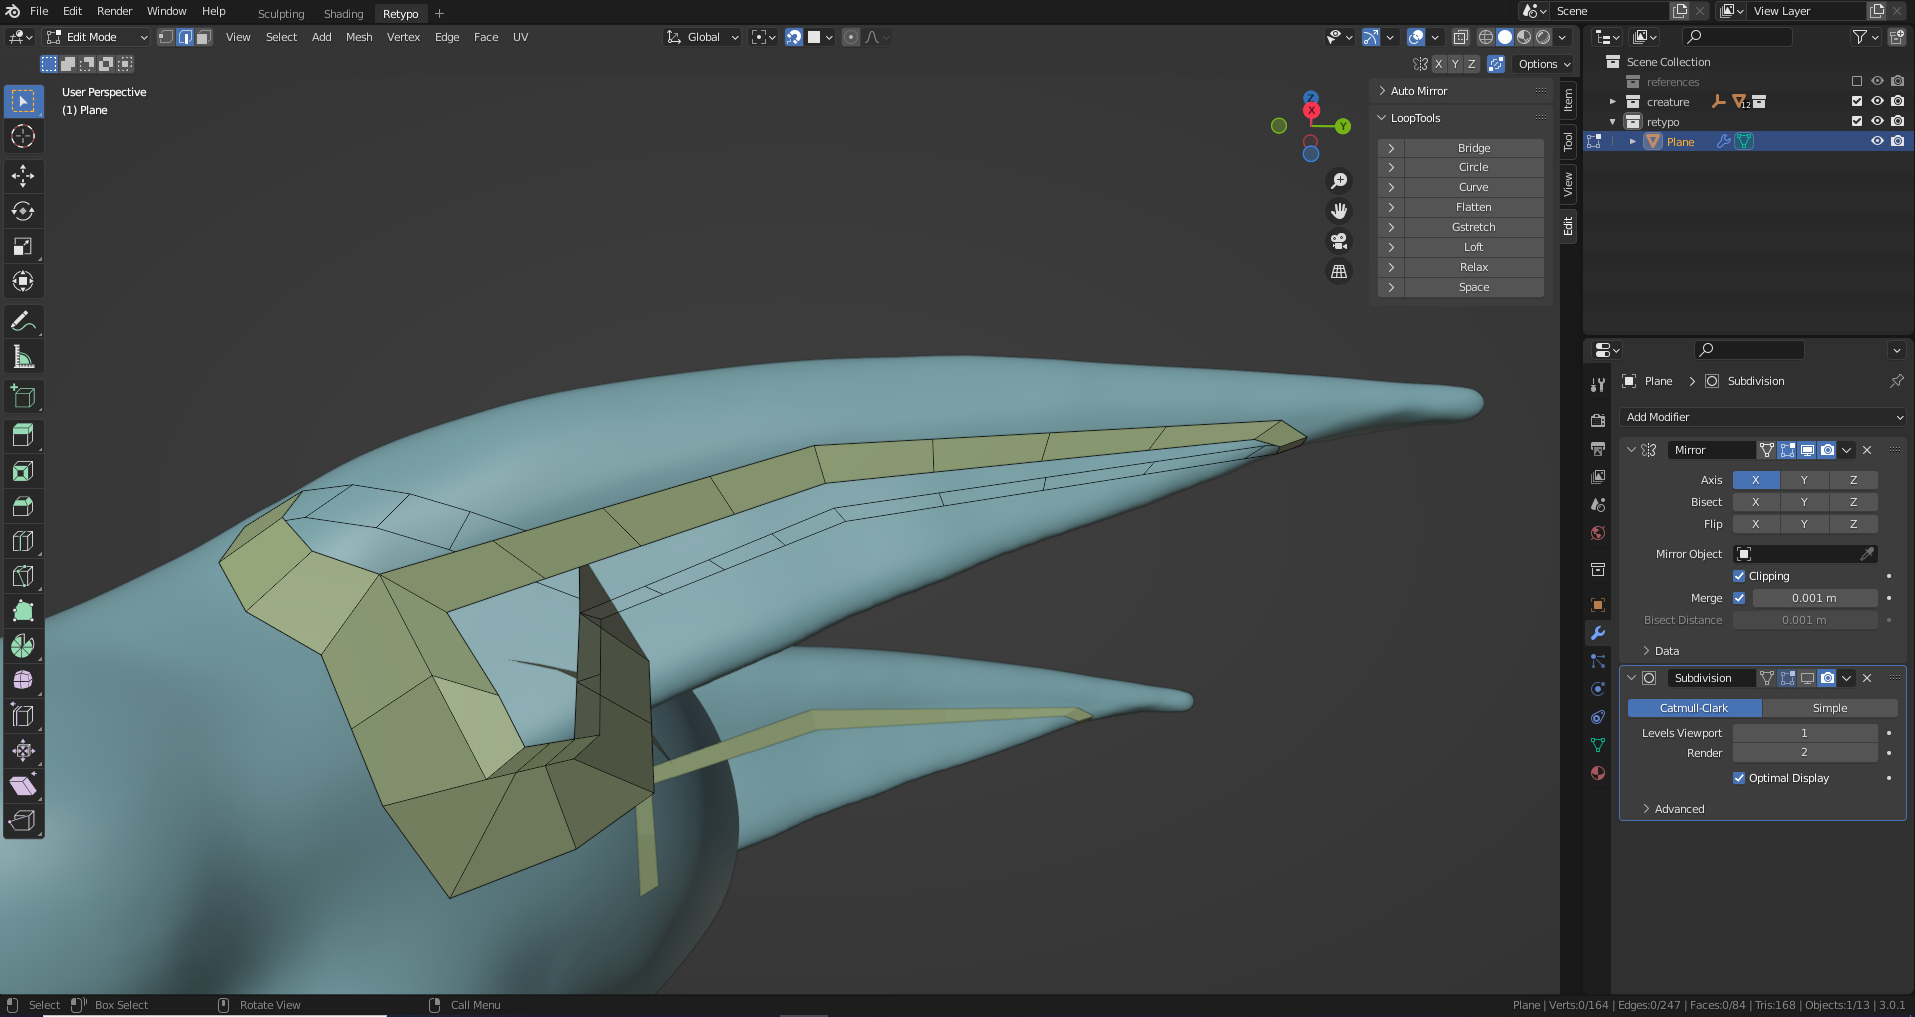 File Edit Render Window Help Sculpting Shading Retypo + Scene View Layer
Edit Mode View Select Add Mesh Vertex Edge Face UV Global
X Y Z Options
User Perspective
(1) Plane
Z
X
Y
Auto Mirror
LoopTools
Bridge
Circle
Curve
Flatten
Gstretch
Loft
Relax
Space
Item
Tool
View
Edit
Scene Collection
references
creature 12
retypo
Plane
Plane Subdivision
Add Modifier
Mirror
Axis X Y Z
Bisect X Y Z
Flip X Y Z
Mirror Object
Clipping
Merge 0.001 m
Bisect Distance 0.001 m
Data
Subdivision
Catmull-Clark Simple
Levels Viewport 1
Render 2
Optimal Display
Advanced
Select Box Select Rotate View Call Menu
Plane | Verts:0/164 | Edges:0/247 | Faces:0/84 | Tris:168 | Objects:1/13 | 3.0.1